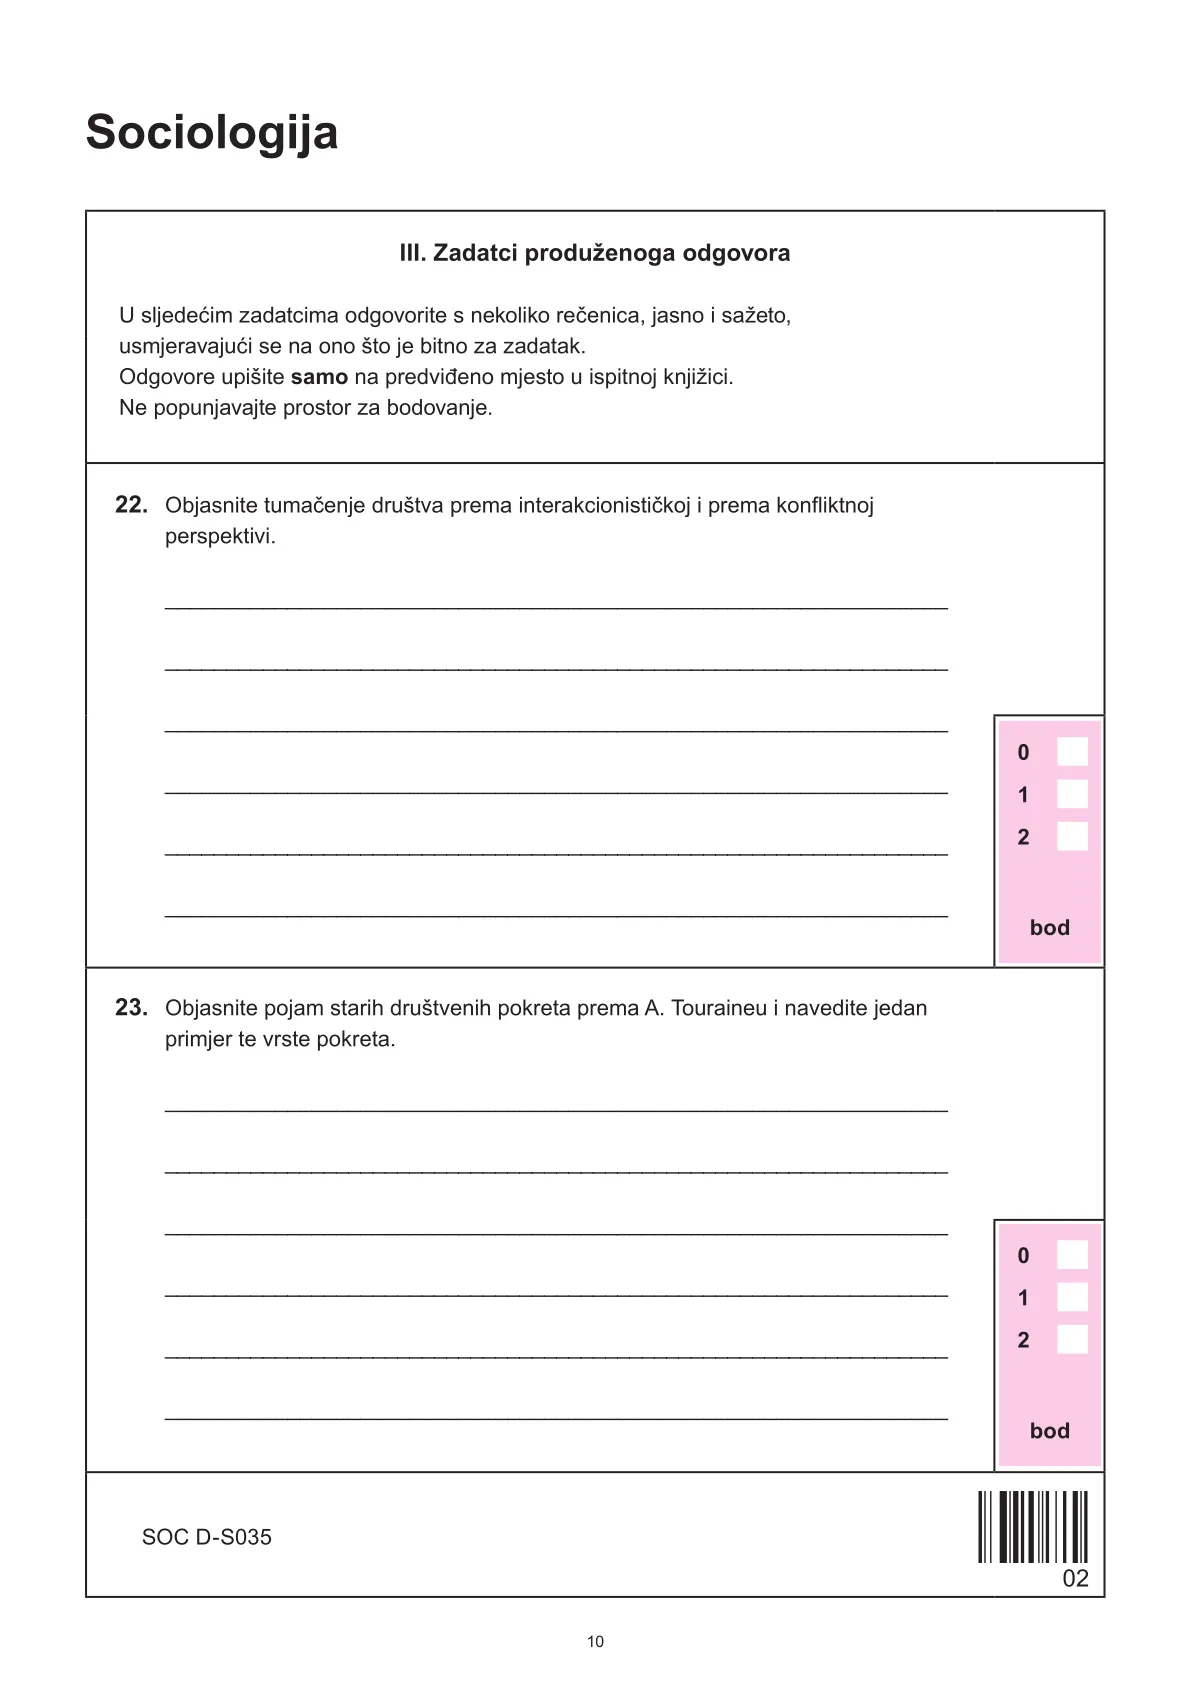 Sociologija
III. Zadatci produženoga odgovora
U sljedećim zadatcima odgovorite s nekoliko rečenica, jasno i sažeto,
usmjeravajući se na ono što je bitno za zadatak.
Odgovore upišite samo na predviđeno mjesto u ispitnoj knjižici.
Ne popunjavajte prostor za bodovanje.
22. Objasnite tumačenje društva prema interakcionističkoj i prema konfliktnoj
perspektivi.
0
1
2
bod
23. Objasnite pojam starih društvenih pokreta prema A. Touraineu i navedite jedan
primjer te vrste pokreta.
0
1
2
bod
SOC D-S035
02
10